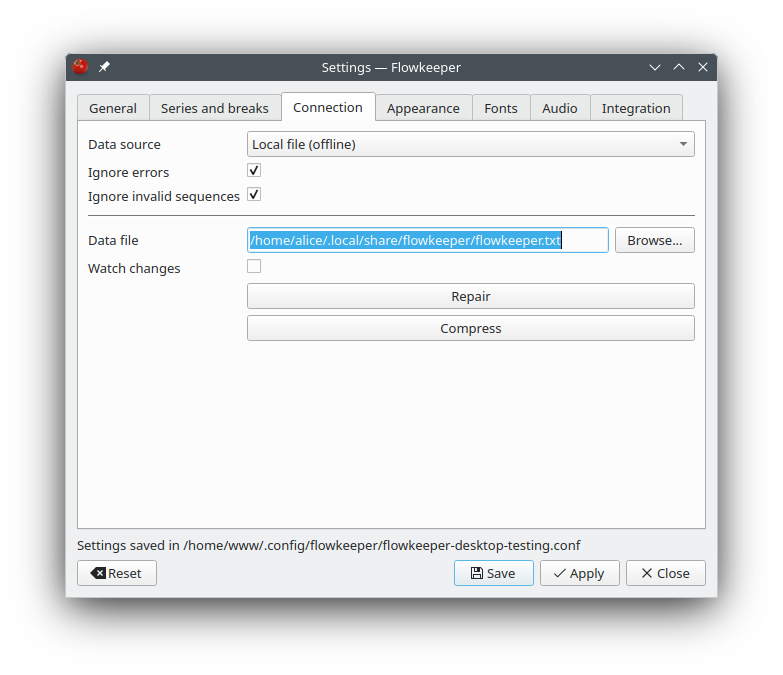 Settings — Flowkeeper
General Series and breaks Connection Appearance Fonts Audio Integration
Data source Local file (offline)
Ignore errors
Ignore invalid sequences
Data file /home/alice/.local/share/flowkeeper/flowkeeper.txt Browse...
Watch changes
Repair
Compress
Settings saved in /home/www/.config/flowkeeper/flowkeeper-desktop-testing.conf
Reset Save Apply Close